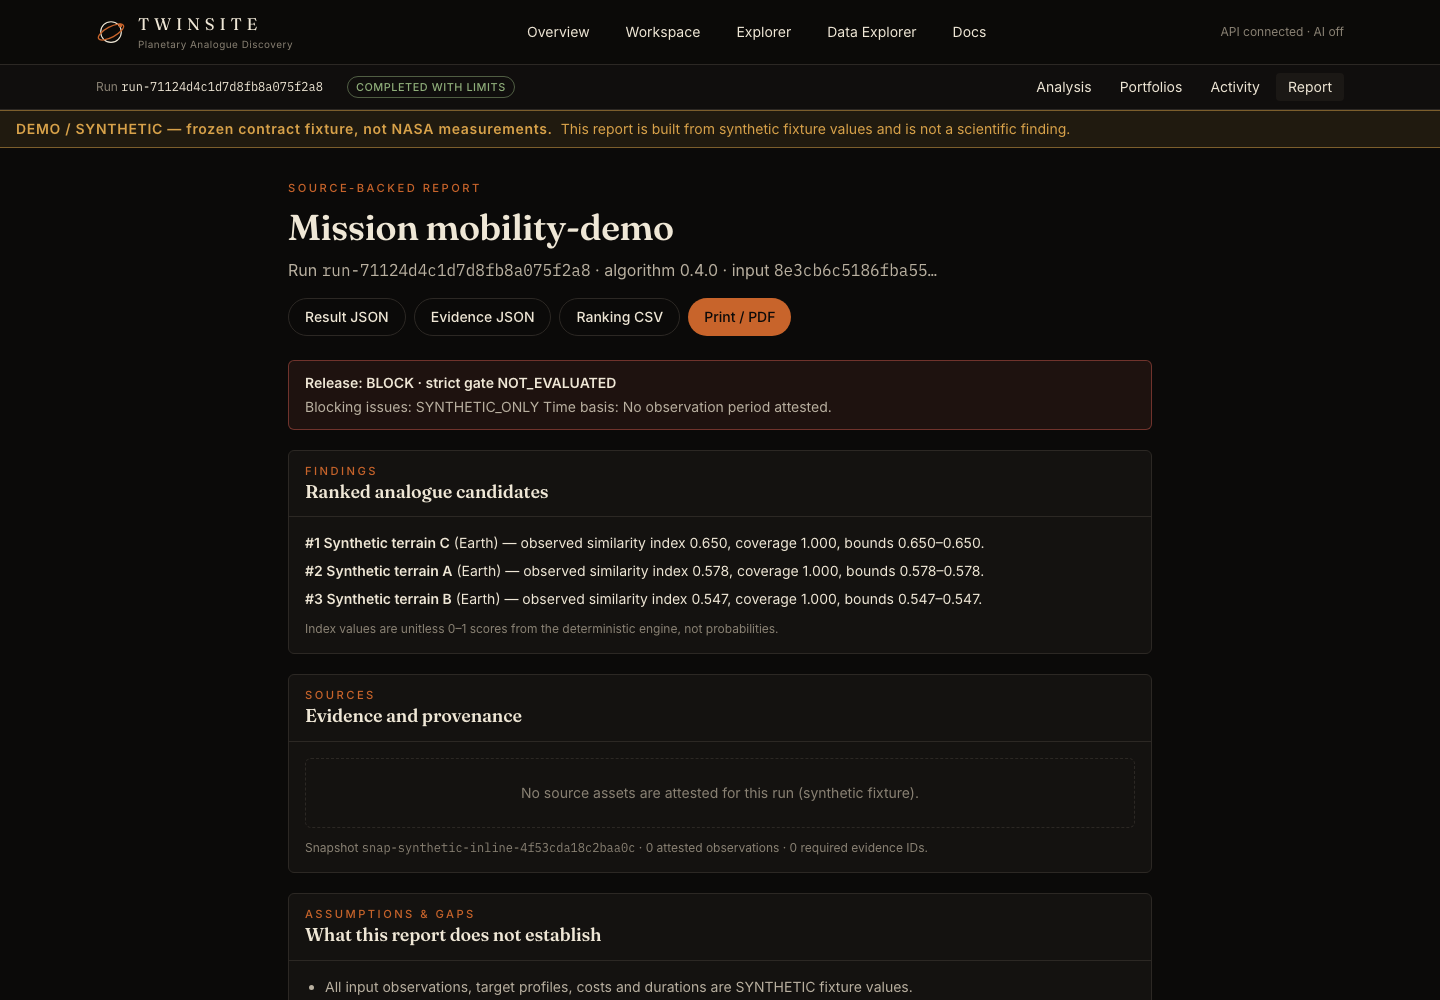 TWINSITE
Planetary Analogue Discovery
Overview Workspace Explorer Data Explorer Docs
API connected · AI off
Run run-71124d4c1d7d8fb8a075f2a8 COMPLETED WITH LIMITS
Analysis Portfolios Activity Report
DEMO / SYNTHETIC — frozen contract fixture, not NASA measurements. This report is built from synthetic fixture values and is not a scientific finding.
SOURCE-BACKED REPORT
Mission mobility-demo
Run run-71124d4c1d7d8fb8a075f2a8 · algorithm 0.4.0 · input 8e3cb6c5186fba55…
Result JSON Evidence JSON Ranking CSV Print / PDF
Release: BLOCK · strict gate NOT_EVALUATED
Blocking issues: SYNTHETIC_ONLY Time basis: No observation period attested.
FINDINGS
Ranked analogue candidates
#1 Synthetic terrain C (Earth) — observed similarity index 0.650, coverage 1.000, bounds 0.650–0.650.
#2 Synthetic terrain A (Earth) — observed similarity index 0.578, coverage 1.000, bounds 0.578–0.578.
#3 Synthetic terrain B (Earth) — observed similarity index 0.547, coverage 1.000, bounds 0.547–0.547.
Index values are unitless 0–1 scores from the deterministic engine, not probabilities.
SOURCES
Evidence and provenance
No source assets are attested for this run (synthetic fixture).
Snapshot snap-synthetic-inline-4f53cda18c2baa0c · 0 attested observations · 0 required evidence IDs.
ASSUMPTIONS & GAPS
What this report does not establish
• All input observations, target profiles, costs and durations are SYNTHETIC fixture values.